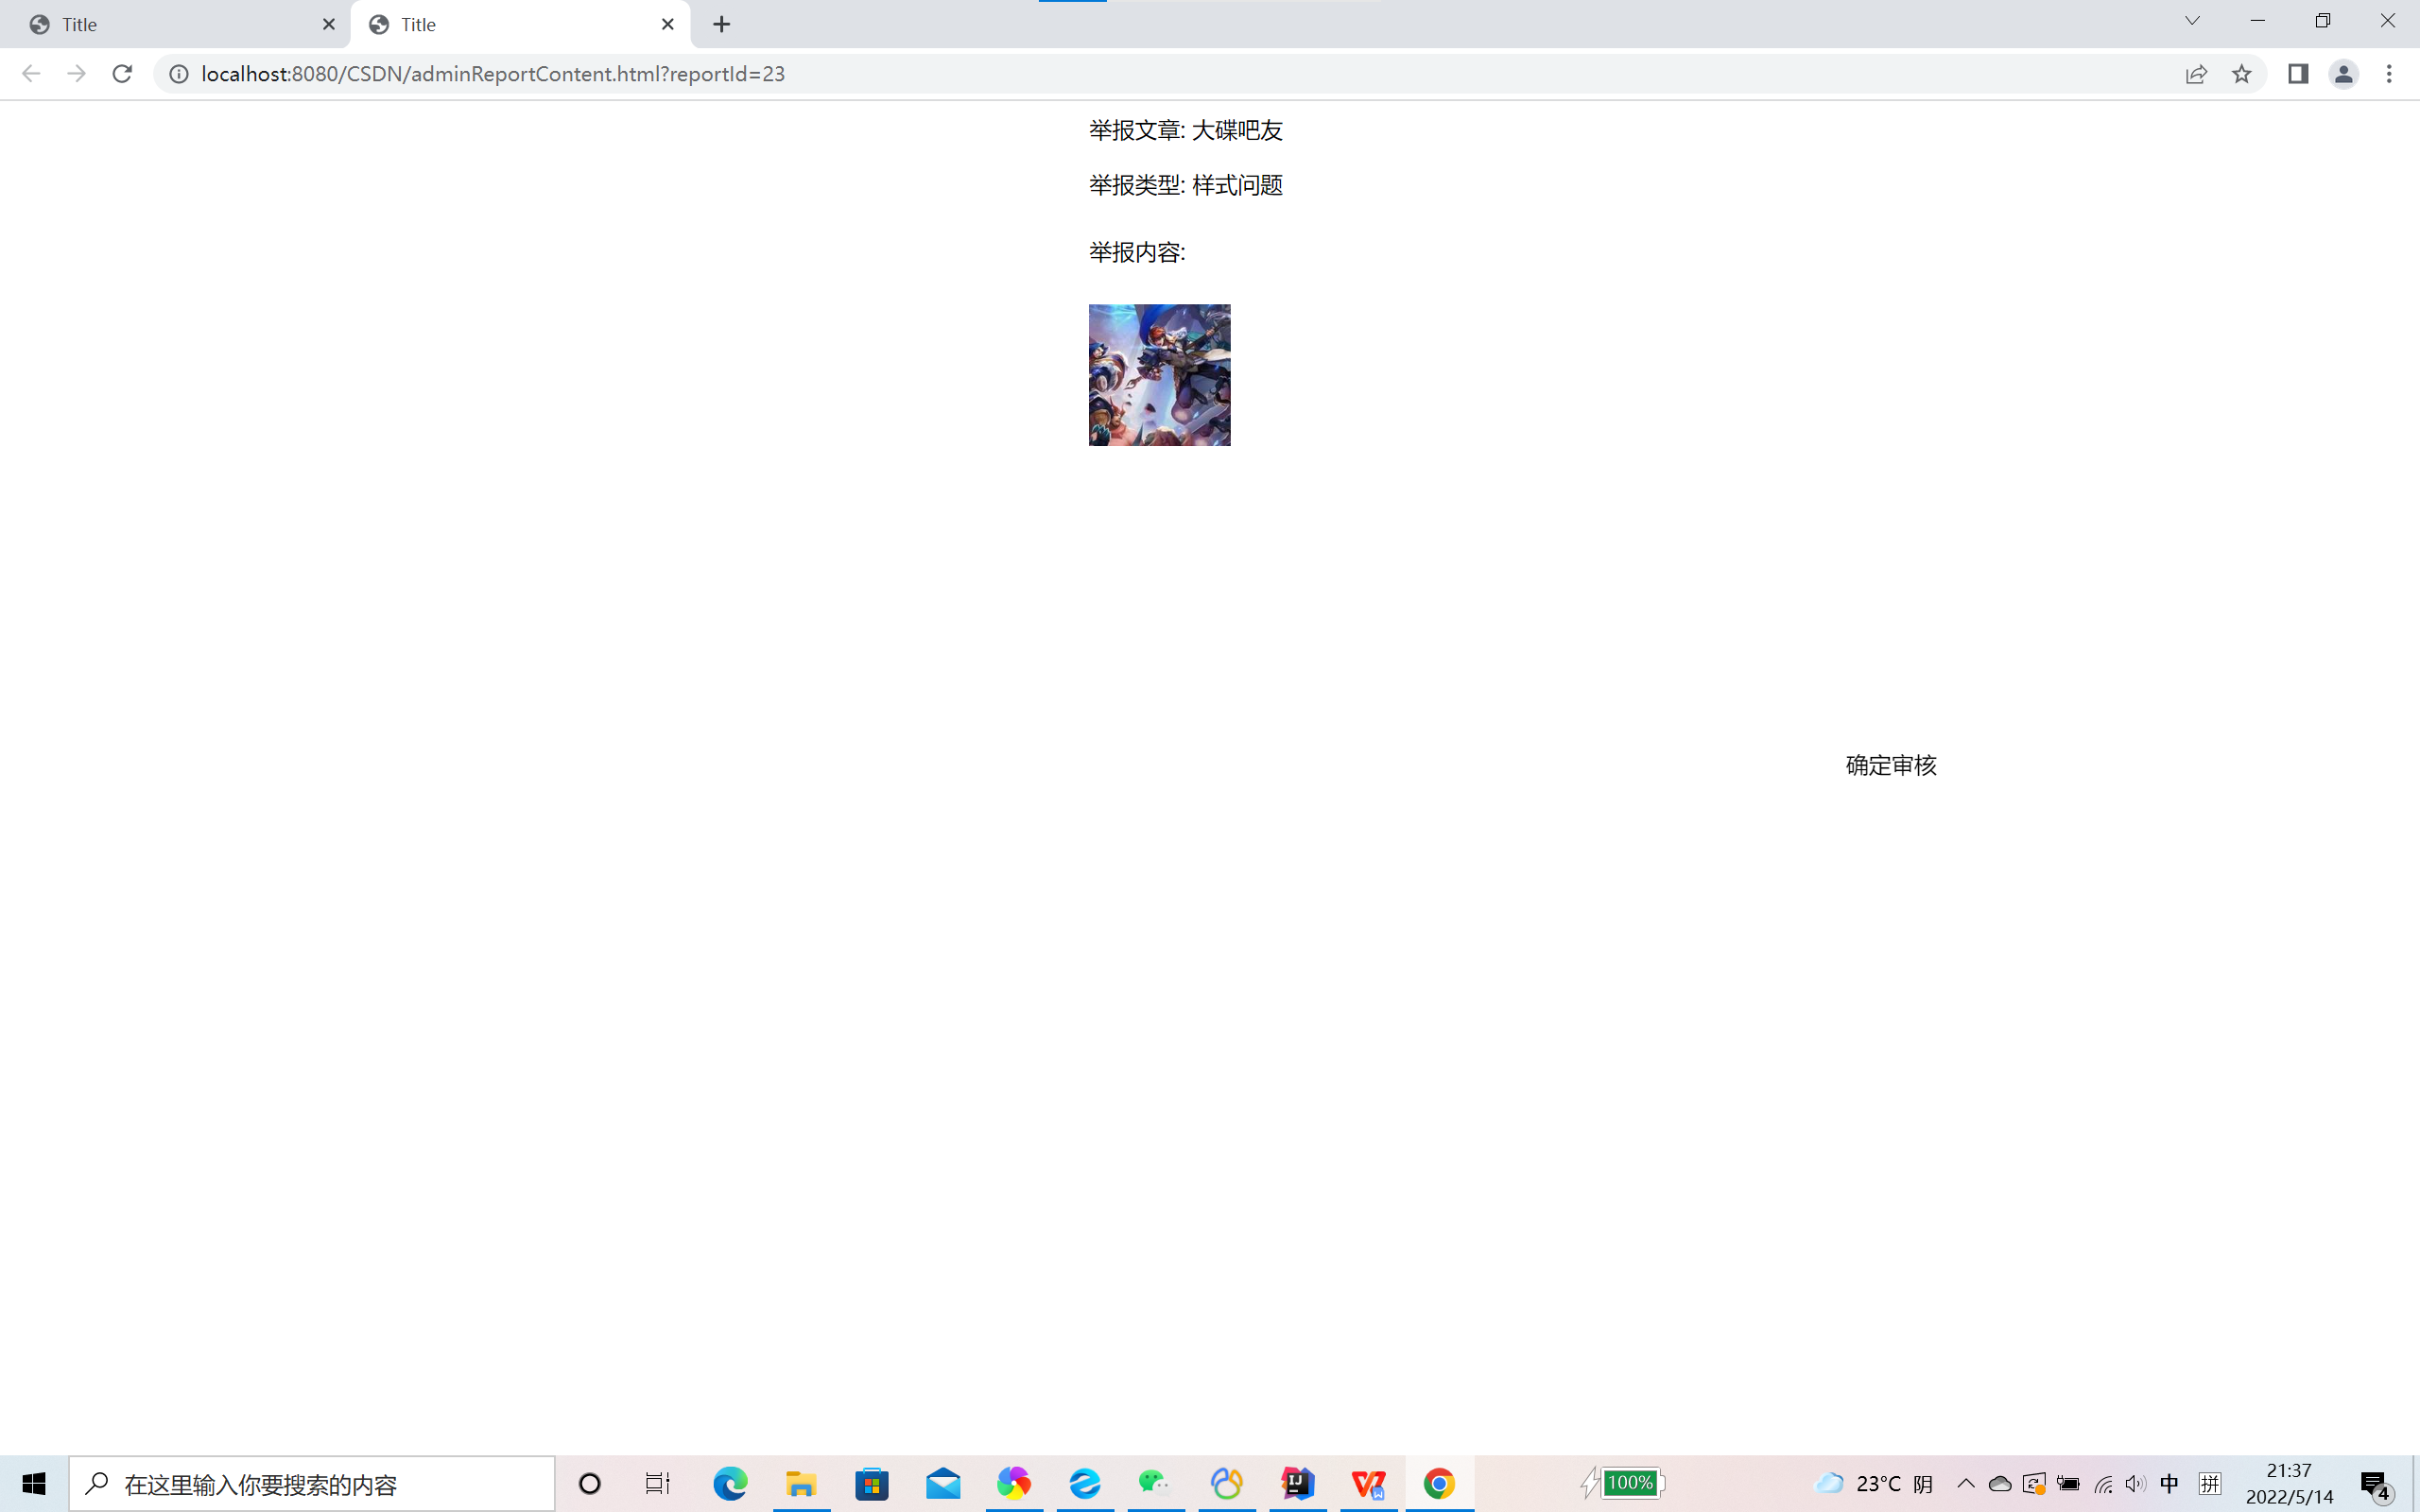 Title
Title
localhost:8080/CSDN/adminReportContent.html?reportId=23
举报文章: 大碟吧友
举报类型: 样式问题
举报内容:
确定审核
在这里输入你要搜索的内容
100%
23°C 阴
中
拼
21:37
2022/5/14
4